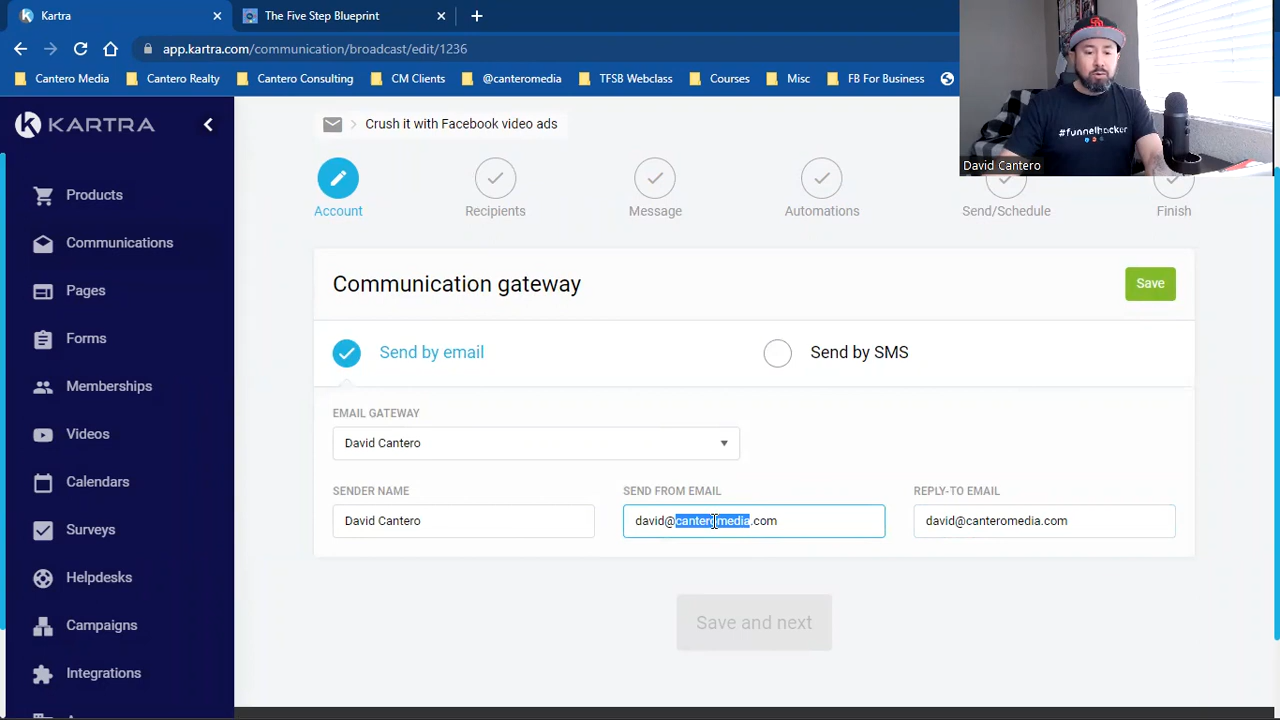 Kartra
The Five Step Blueprint
app.kartra.com/communication/broadcast/edit/1236
Cantero Media
Cantero Realty
Cantero Consulting
CM Clients
@canteromedia
TFSB Webclass
Courses
Misc
FB For Business
#funnelhacker
David Cantero
KARTRA
Crush it with Facebook video ads
Account
Recipients
Message
Automations
Send/Schedule
Finish
Products
Communications
Pages
Forms
Memberships
Videos
Calendars
Surveys
Helpdesks
Campaigns
Integrations
Communication gateway
Save
Send by email
Send by SMS
EMAIL GATEWAY
David Cantero
SENDER NAME
SEND FROM EMAIL
REPLY-TO EMAIL
David Cantero
david@canteromedia.com
david@canteromedia.com
Save and next